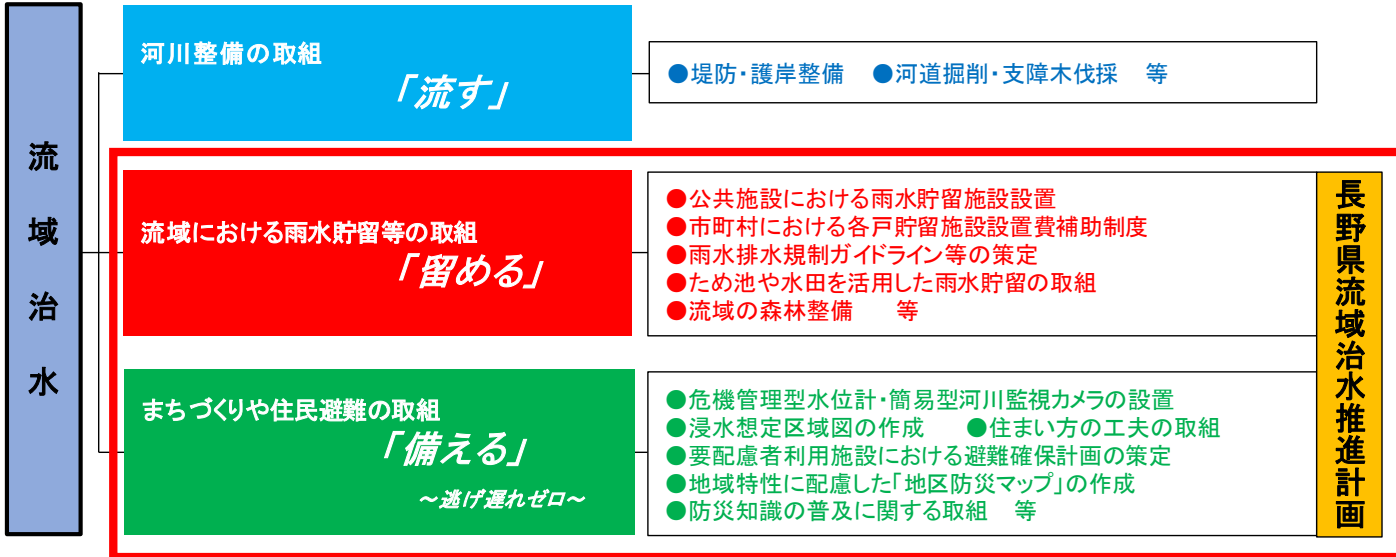 流域治水
河川整備の取組
「流す」
●堤防・護岸整備　●河道掘削・支障木伐採　等
流域における雨水貯留等の取組
「留める」
●公共施設における雨水貯留施設設置
●市町村における各戸貯留施設設置費補助制度
●雨水排水規制ガイドライン等の策定
●ため池や水田を活用した雨水貯留の取組
●流域の森林整備　等
まちづくりや住民避難の取組
「備える」
～逃げ遅れゼロ～
●危機管理型水位計・簡易型河川監視カメラの設置
●浸水想定区域図の作成　●住まい方の工夫の取組
●要配慮者利用施設における避難確保計画の策定
●地域特性に配慮した「地区防災マップ」の作成
●防災知識の普及に関する取組　等
長野県流域治水推進計画